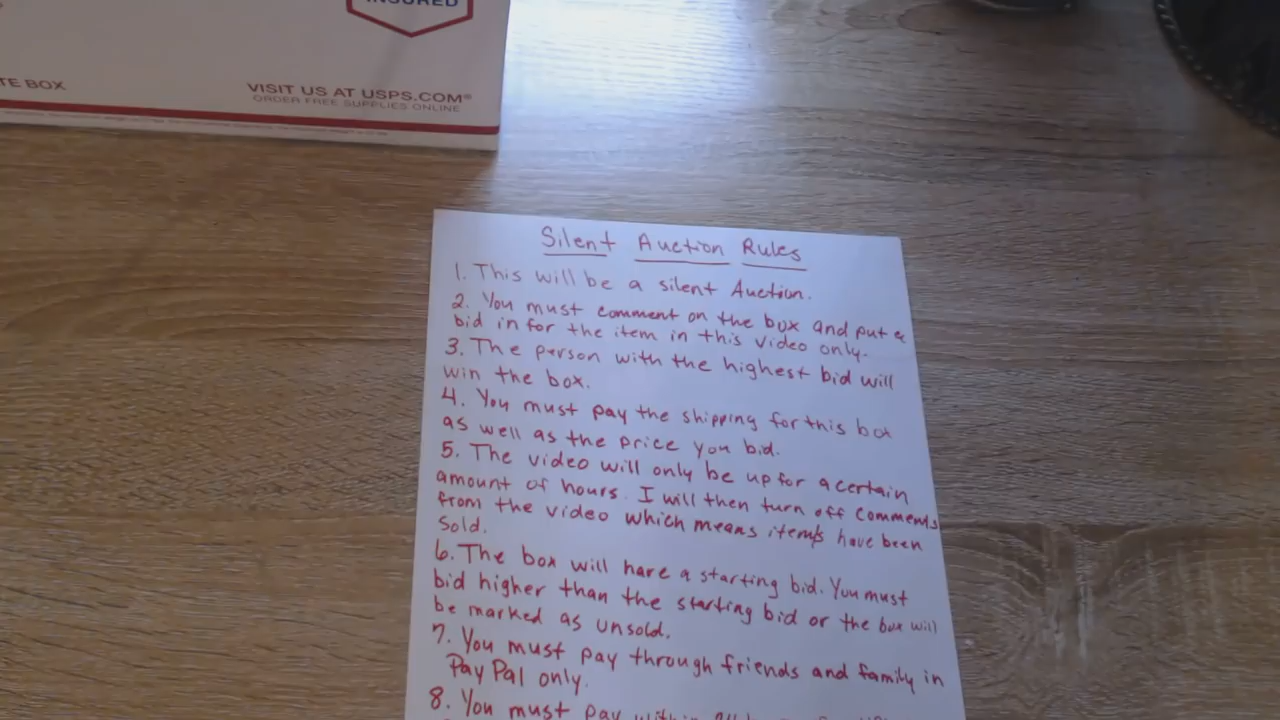 INSURED
TE BOX
VISIT US AT USPS.COM®
ORDER FREE SUPPLIES ONLINE
Silent Auction Rules
1. This will be a silent Auction.
2. You must comment on the box and put a
bid in for the item in this video only.
3. The person with the highest bid will
win the box.
4. You must pay the shipping for this box
as well as the price you bid.
5. The video will only be up for a certain
amount of hours. I will then turn off comments
from the video which means item/s have been
Sold.
6. The box will have a starting bid. You must
bid higher than the starting bid or the box will
be marked as unsold.
7. You must pay through friends and family in
PayPal only.
8. You must pay within